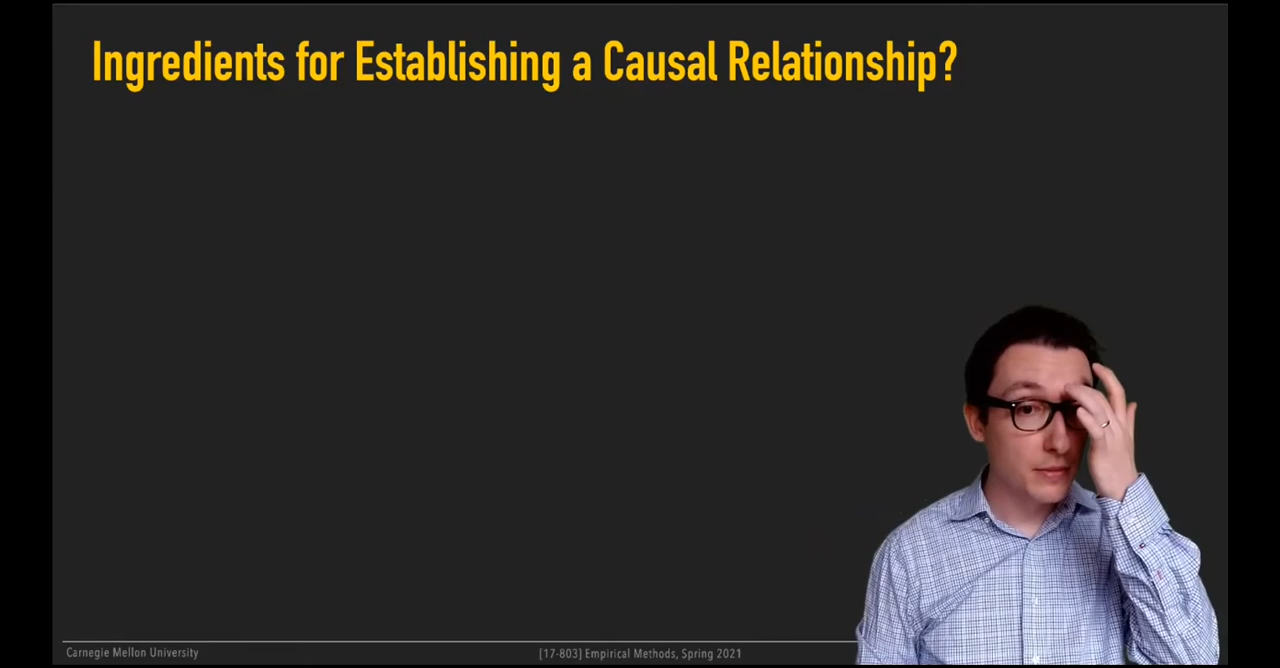 Ingredients for Establishing a Causal Relationship?
Carnegie Mellon University
[17-803] Empirical Methods, Spring 2021